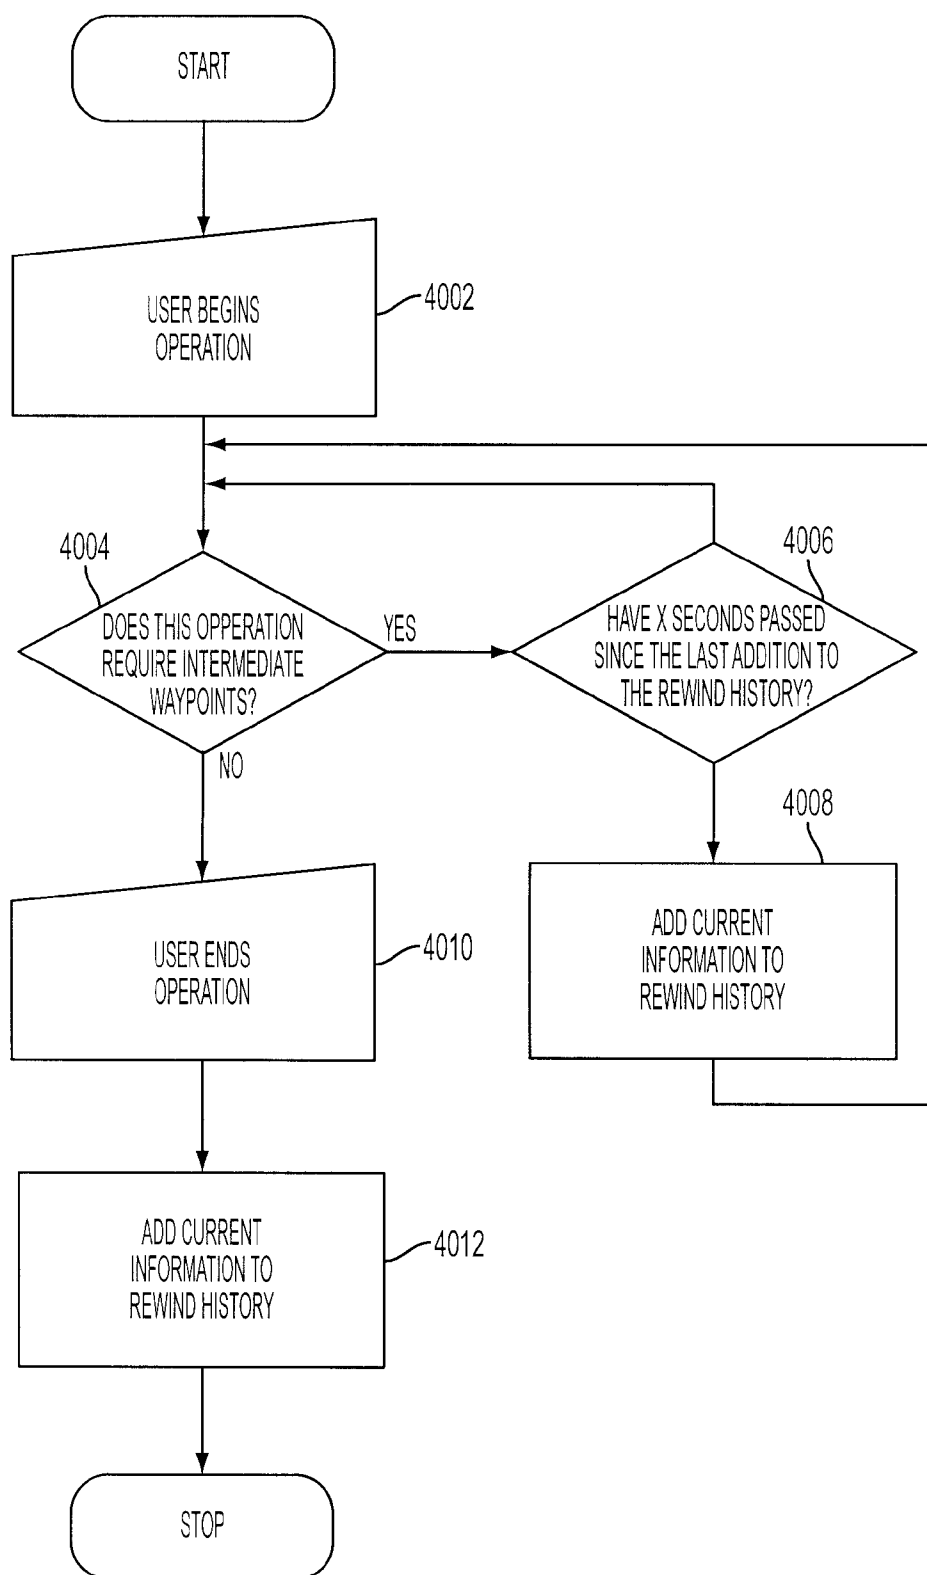 START
USER BEGINS
OPERATION
4002
4004
DOES THIS OPPERATION
REQUIRE INTERMEDIATE
WAYPOINTS?
YES
NO
4006
HAVE X SECONDS PASSED
SINCE THE LAST ADDITION TO
THE REWIND HISTORY?
4008
ADD CURRENT
INFORMATION TO
REWIND HISTORY
USER ENDS
OPERATION
4010
ADD CURRENT
INFORMATION TO
REWIND HISTORY
4012
STOP